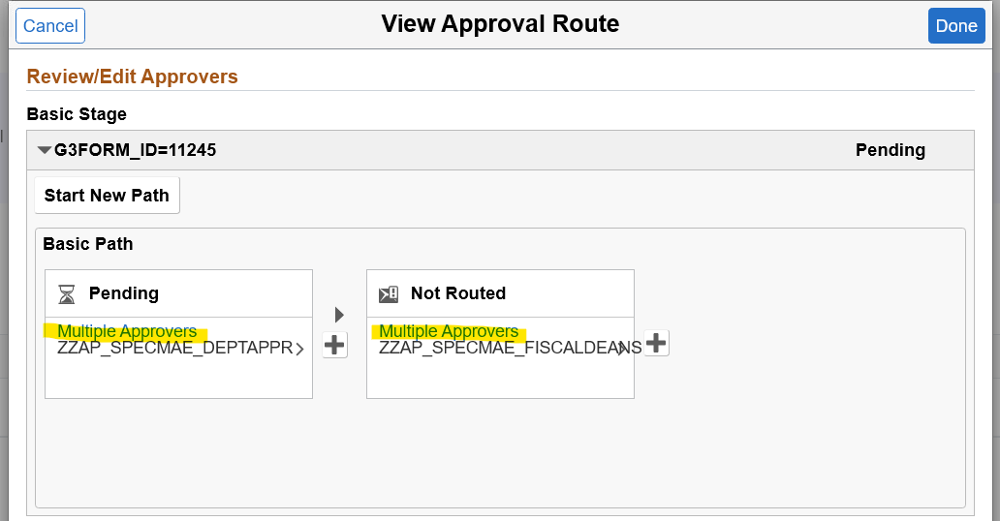 Cancel
View Approval Route
Done
Review/Edit Approvers
Basic Stage
G3FORM_ID=11245
Pending
Start New Path
Basic Path
Pending
Multiple Approvers
ZZAP_SPECMAE_DEPTAPPR
Not Routed
Multiple Approvers
ZZAP_SPECMAE_FISCALDEANS